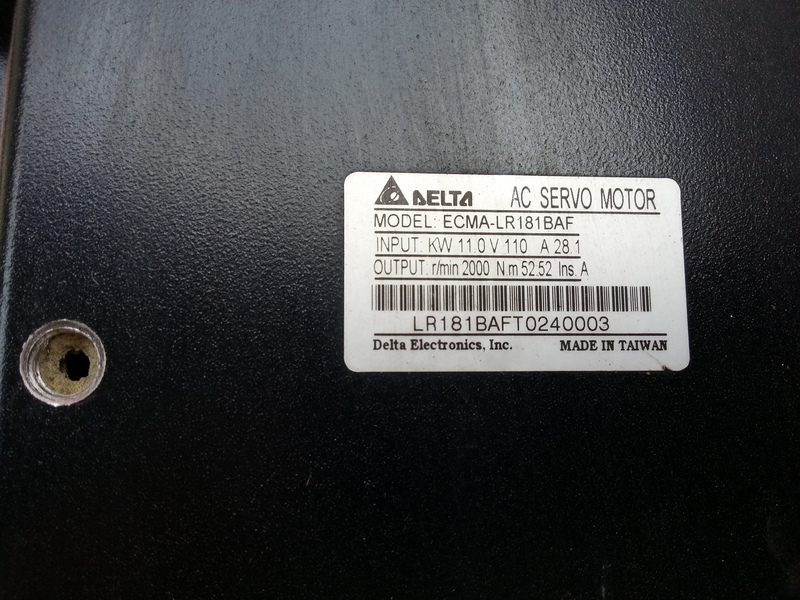 DELTA AC SERVO MOTOR
MODEL: ECMA-LR181BAF
INPUT: KW 11.0 V 110 A 28.1
OUTPUT: r/min 2000 N.m 52.52 Ins. A
LR181BAFT0240003
Delta Electronics, Inc. MADE IN TAIWAN